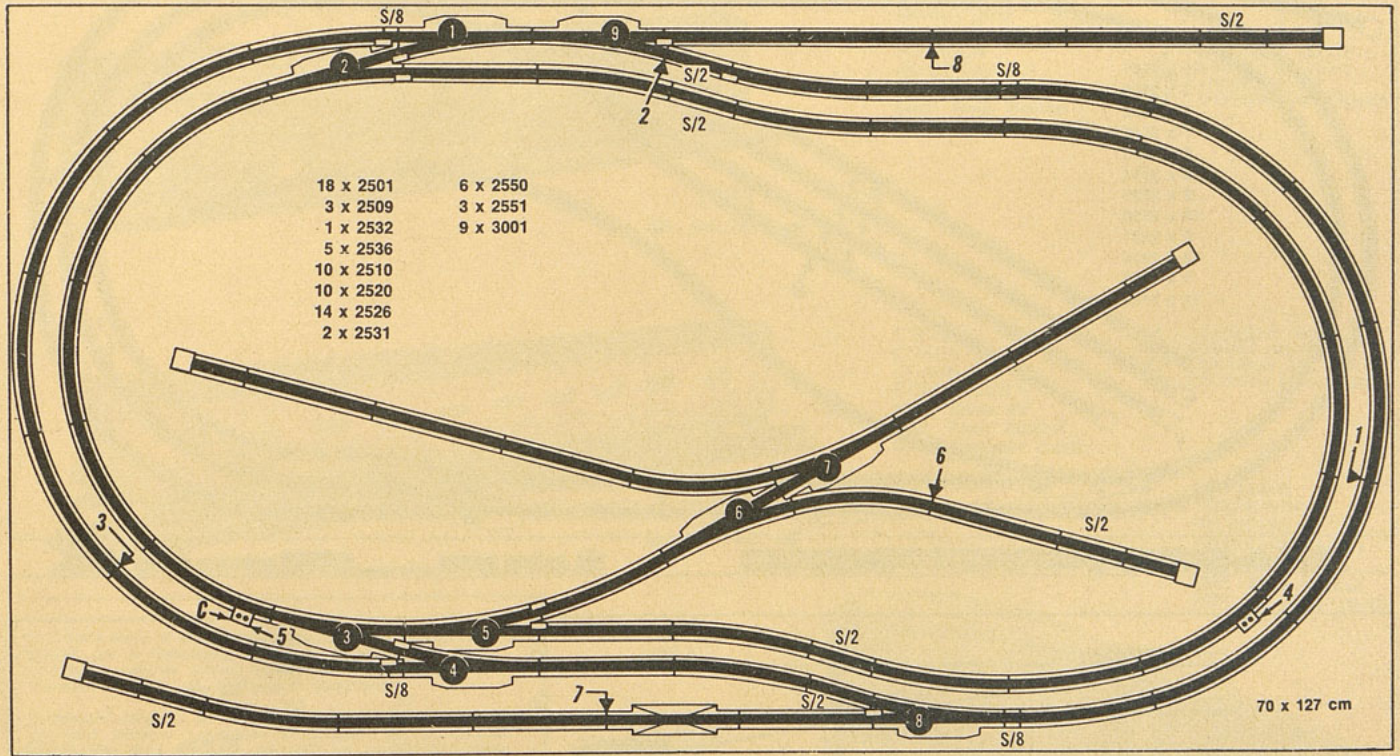 S/8
S/2
1
9
2
8
S/2
S/8
2
S/2
18 x 2501
3 x 2509
1 x 2532
5 x 2536
10 x 2510
10 x 2520
14 x 2526
2 x 2531
6 x 2550
3 x 2551
9 x 3001
1
7
6
6
S/2
3
C
5
4
3
5
S/2
4
S/8
7
S/2
S/2
8
S/8
70 x 127 cm